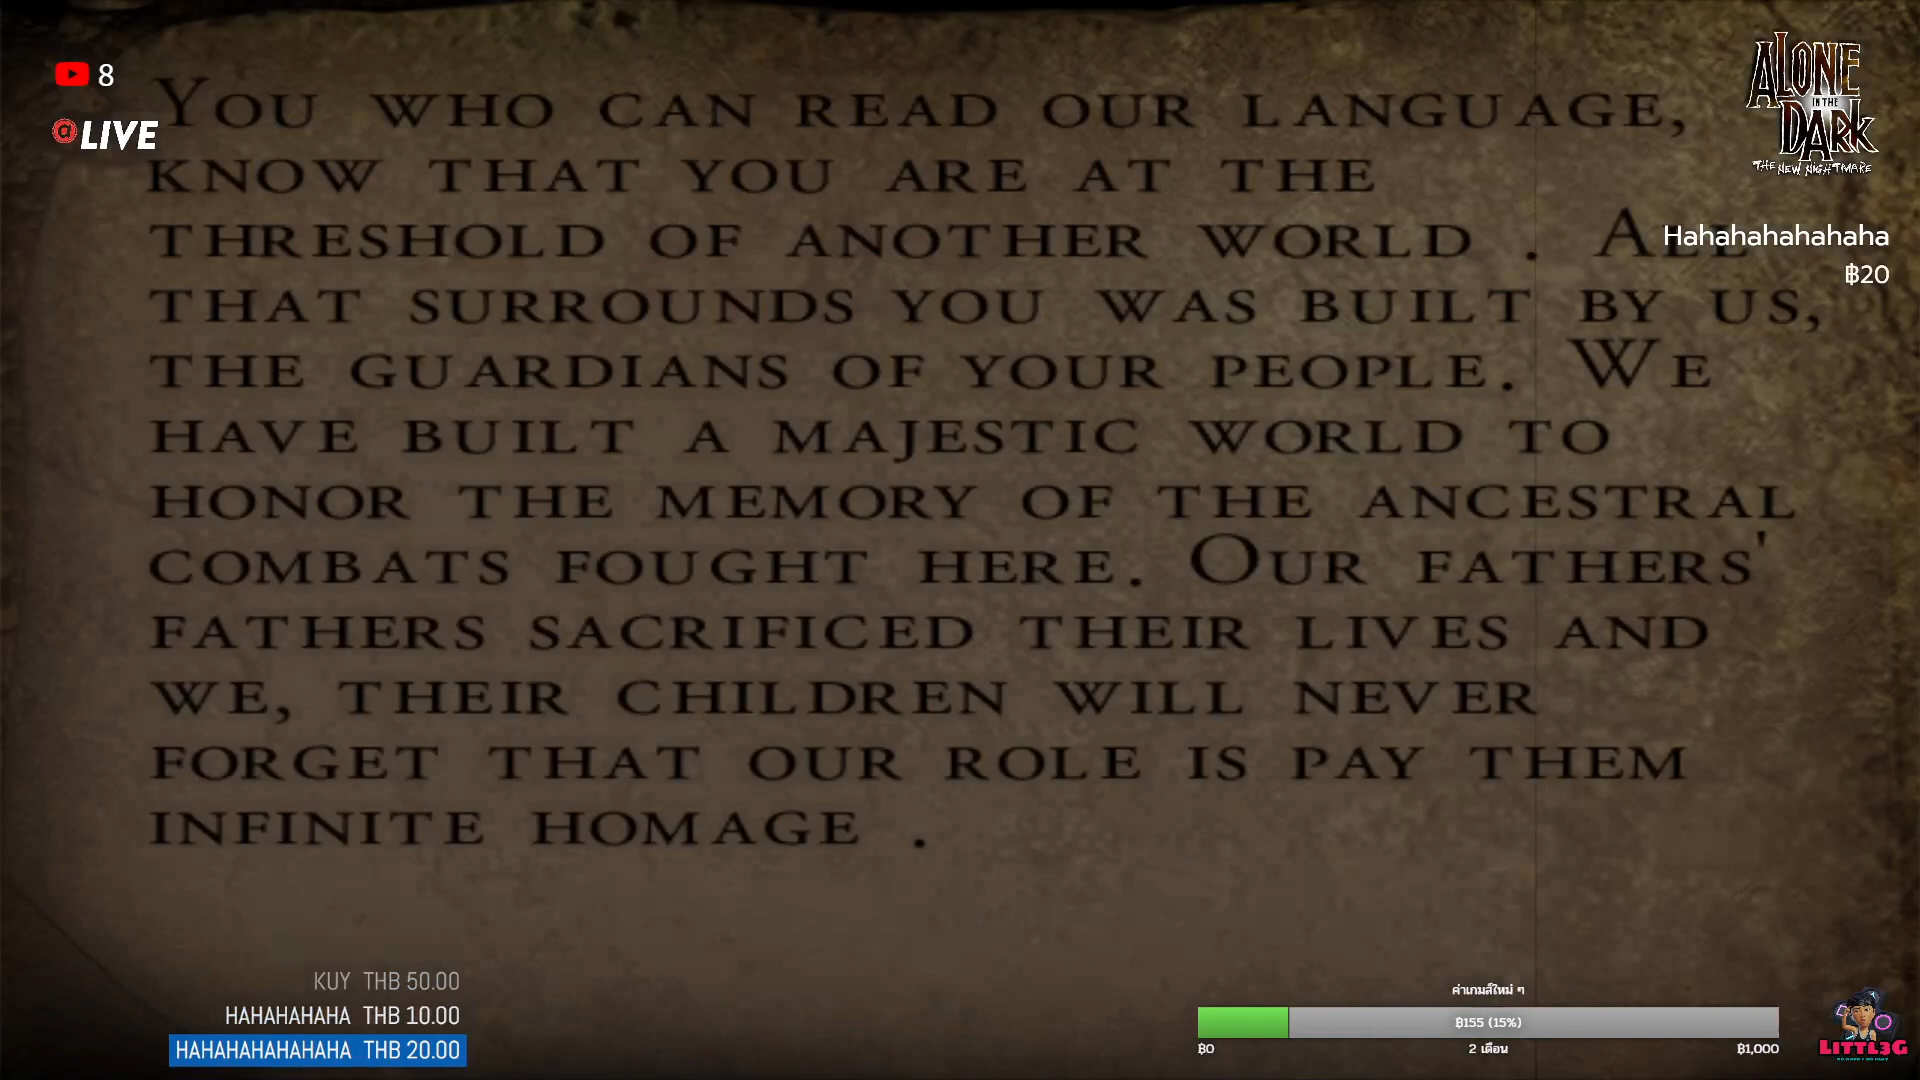 8
@LIVE
ALONE
IN THE
DARK
THE NEW NIGHTMARE
YOU WHO CAN READ OUR LANGUAGE,
KNOW THAT YOU ARE AT THE
THRESHOLD OF ANOTHER WORLD . ALL
THAT SURROUNDS YOU WAS BUILT BY US,
THE GUARDIANS OF YOUR PEOPLE. WE
HAVE BUILT A MAJESTIC WORLD TO
HONOR THE MEMORY OF THE ANCESTRAL
COMBATS FOUGHT HERE. OUR FATHERS'
FATHERS SACRIFICED THEIR LIVES AND
WE, THEIR CHILDREN WILL NEVER
FORGET THAT OUR ROLE IS PAY THEM
INFINITE HOMAGE .
Hahahahahahaha
฿20
KUY THB 50.00
HAHAHAHAHA THB 10.00
HAHAHAHAHAHAHA THB 20.00
ค่าเกมส์ใหม่ ๆ
฿155 (15%)
฿0 2 เดือน ฿1,000
LITTL3G